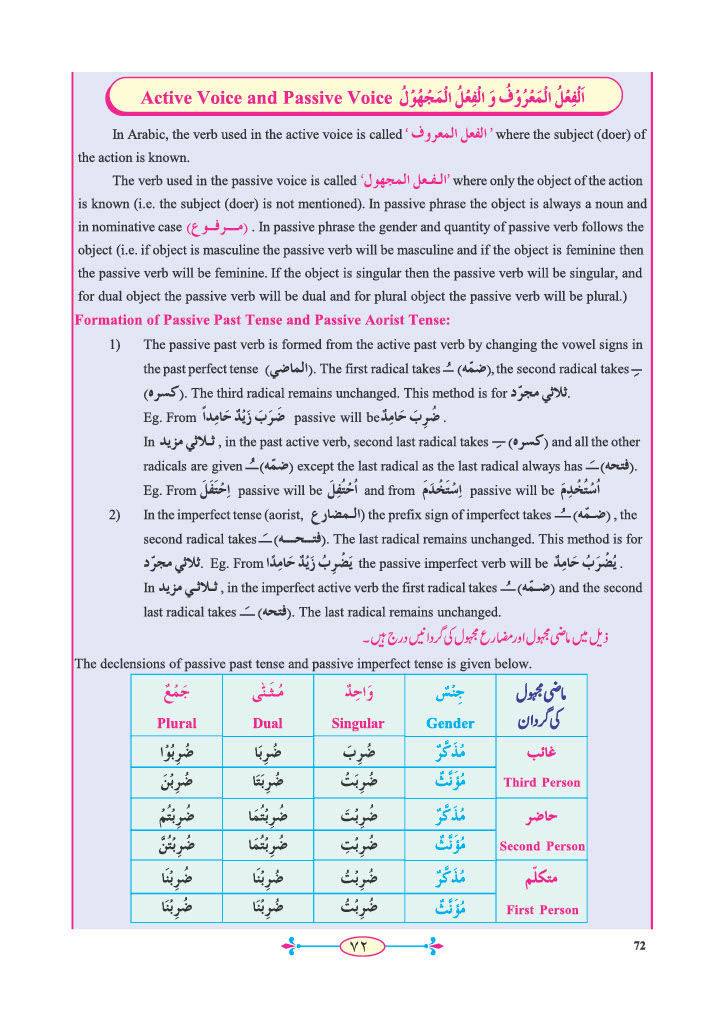 Active Voice and Passive Voice اَلْفِعْلُ الْمَعْرُوْفُ وَ الْفِعْلُ الْمَجْهُوْلُ
In Arabic, the verb used in the active voice is called ‘الفعل المعروف’ where the subject (doer) of
the action is known.
The verb used in the passive voice is called ‘الـفـعل المجهول’ where only the object of the action
is known (i.e. the subject (doer) is not mentioned). In passive phrase the object is always a noun and
in nominative case (مـــرفـــوع) . In passive phrase the gender and quantity of passive verb follows the
object (i.e. if object is masculine the passive verb will be masculine and if the object is feminine then
the passive verb will be feminine. If the object is singular then the passive verb will be singular, and
for dual object the passive verb will be dual and for plural object the passive verb will be plural.)
Formation of Passive Past Tense and Passive Aorist Tense:
1) The passive past verb is formed from the active past verb by changing the vowel signs in
the past perfect tense (الماضي). The first radical takes ـُـ (ضمّه), the second radical takes ـِـ
(كسره). The third radical remains unchanged. This method is for ثلاثي مجرّد.
Eg. From ضَرَبَ زَيْدٌ حَامِداً passive will be ضُرِبَ حَامِدٌ .
In ثـلاثي مزيد , in the past active verb, second last radical takes ـِـ (كسره) and all the other
radicals are given ـُـ (ضمّه) except the last radical as the last radical always has ـَـ (فتحه).
Eg. From اِحْتَفَلَ passive will be اُحْتُفِلَ and from اِسْتَخْدَمَ passive will be اُسْتُخْدِمَ
2) In the imperfect tense (aorist, الـمضارع) the prefix sign of imperfect takes ـُـ (ضـمّه) , the
second radical takes ـَـ (فتـــحـــه). The last radical remains unchanged. This method is for
ثلاثي مجرّد. Eg. From يَضْرِبُ زَيْدٌ حَامِدًا the passive imperfect verb will be يُضْرَبُ حَامِدٌ .
In ثـلاثـي مزيد , in the imperfect active verb the first radical takes ـُـ (ضـمّه) and the second
last radical takes ـَـ (فتحه). The last radical remains unchanged.
ذیل میں ماضی مجہول اور مضارع مجہول کی گردانیں درج ہیں۔
The declensions of passive past tense and passive imperfect tense is given below.
جَمْعٌ مُـثَـنّٰى وَاحِدٌ جِنْسٌ ماضی مجہول
Plural Dual Singular Gender کی گردان
ضُرِبُوْا ضُرِبَا ضُرِبَ مُذَكَّرٌ غائب
ضُرِبْنَ ضُرِبَتَا ضُرِبَتْ مُؤَنَّثٌ Third Person
ضُرِبْتُمْ ضُرِبْتُمَا ضُرِبْتَ مُذَكَّرٌ حاضر
ضُرِبْتُنَّ ضُرِبْتُمَا ضُرِبْتِ مُؤَنَّثٌ Second Person
ضُرِبْنَا ضُرِبْنَا ضُرِبْتُ مُذَكَّرٌ متکلّم
ضُرِبْنَا ضُرِبْنَا ضُرِبْتُ مُؤَنَّثٌ First Person
٧٢ 72